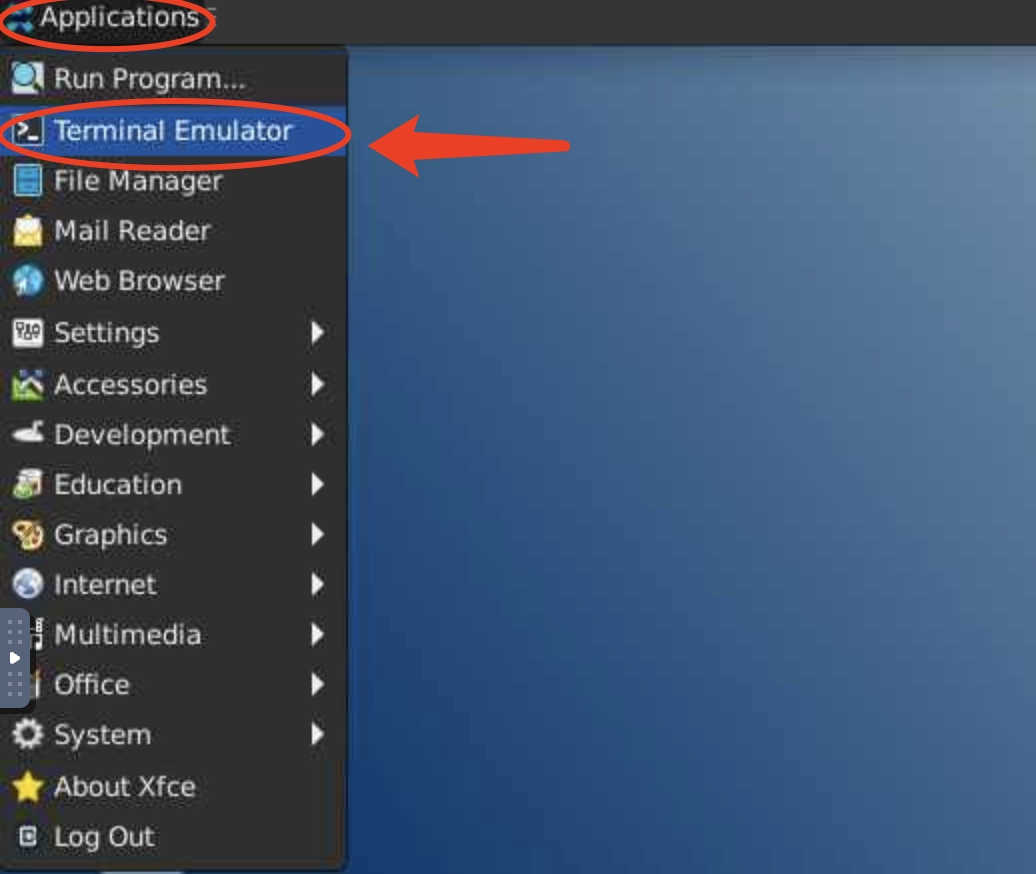 Applications
Run Program...
Terminal Emulator
File Manager
Mail Reader
Web Browser
Settings
Accessories
Development
Education
Graphics
Internet
Multimedia
Office
System
About Xfce
Log Out